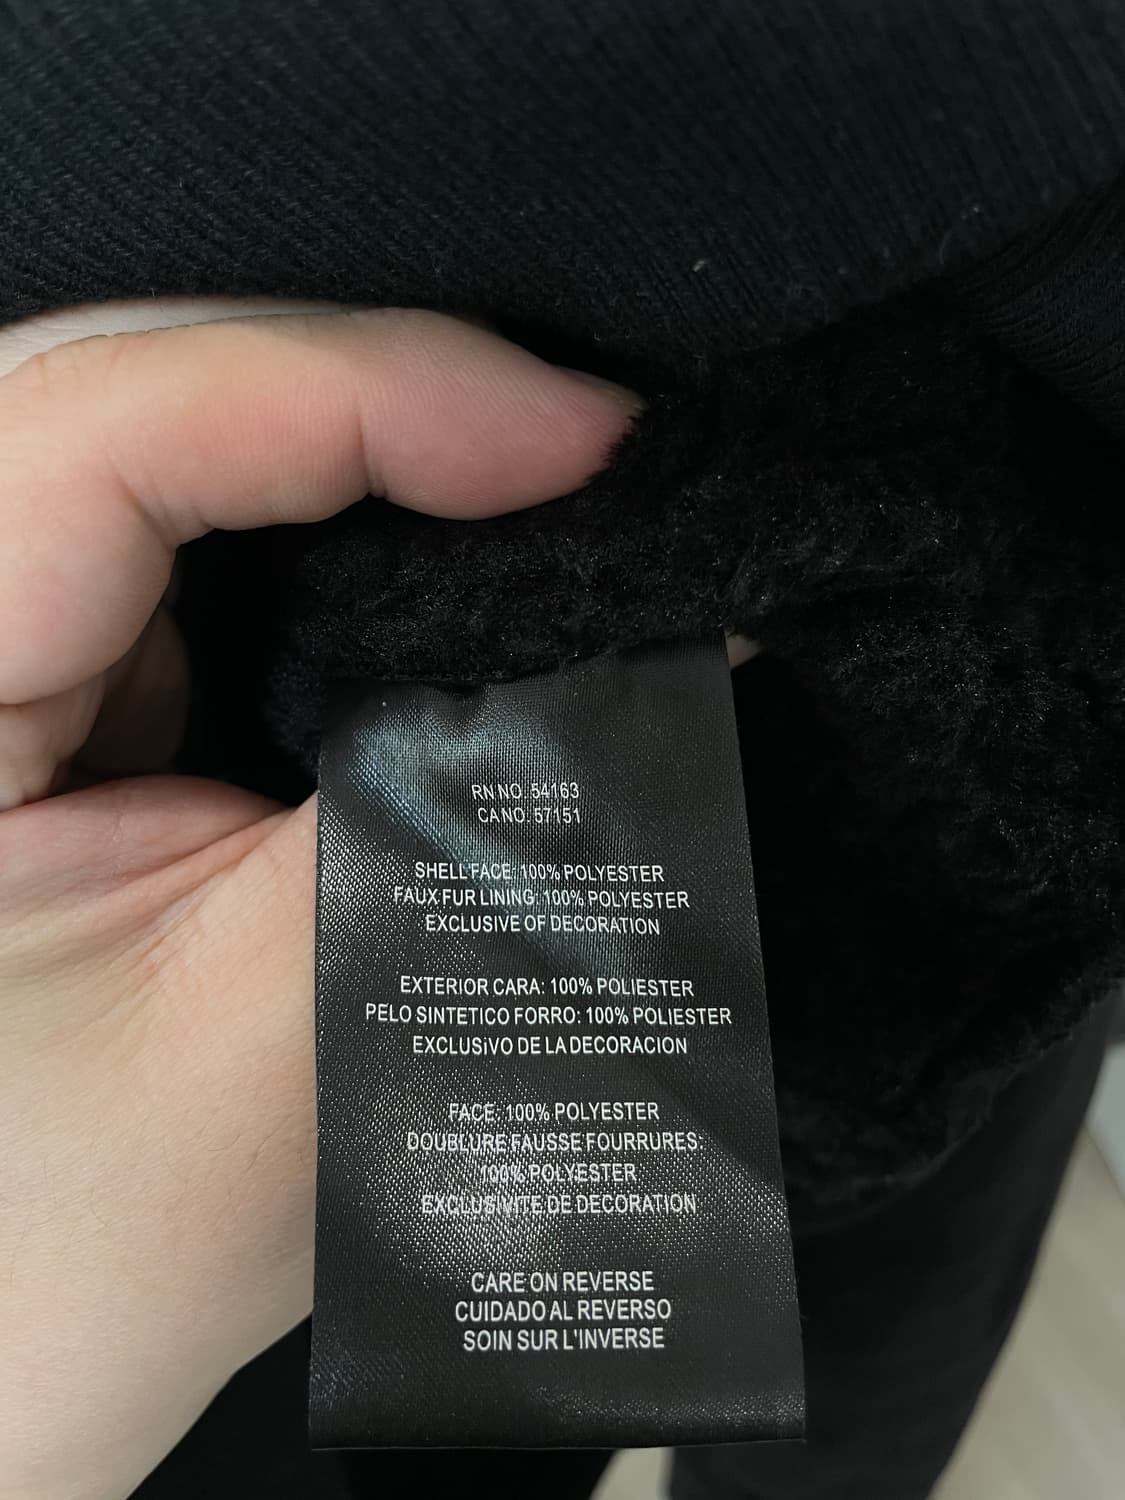 RN NO. 54163
CA NO. 57151
SHELL FACE: 100% POLYESTER
FAUX FUR LINING: 100% POLYESTER
EXCLUSIVE OF DECORATION
EXTERIOR CARA: 100% POLIESTER
PELO SINTETICO FORRO: 100% POLIESTER
EXCLUSiVO DE LA DECORACION
FACE: 100% POLYESTER
DOUBLURE FAUSSE FOURRURES:
100% POLYESTER
EXCLUSIVITE DE DECORATION
CARE ON REVERSE
CUIDADO AL REVERSO
SOIN SUR L'INVERSE